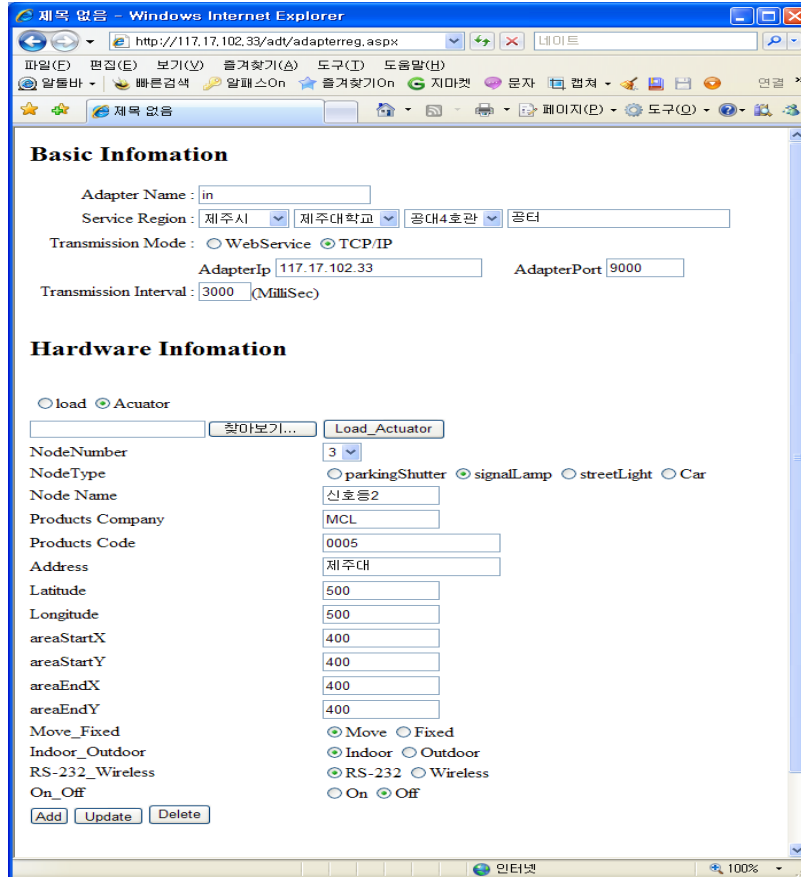 제목 없음 - Windows Internet Explorer
http://117.17.102.33/adt/adapterreg.aspx 네이트
파일(F) 편집(E) 보기(V) 즐겨찾기(A) 도구(T) 도움말(H)
알툴바 빠른검색 알패스On 즐겨찾기On G 지마켓 문자 캡쳐 연결 »
제목 없음 페이지(P) 도구(O)
Basic Infomation
Adapter Name : in
Service Region : 제주시 제주대학교 공대4호관 공터
Transmission Mode : WebService TCP/IP
AdapterIp 117.17.102.33 AdapterPort 9000
Transmission Interval : 3000 (MilliSec)
Hardware Infomation
load Acuator
찾아보기... Load_Actuator
NodeNumber 3
NodeType parkingShutter signalLamp streetLight Car
Node Name 신호등2
Products Company MCL
Products Code 0005
Address 제주대
Latitude 500
Longitude 500
areaStartX 400
areaStartY 400
areaEndX 400
areaEndY 400
Move_Fixed Move Fixed
Indoor_Outdoor Indoor Outdoor
RS-232_Wireless RS-232 Wireless
On_Off On Off
Add Update Delete
인터넷 100%